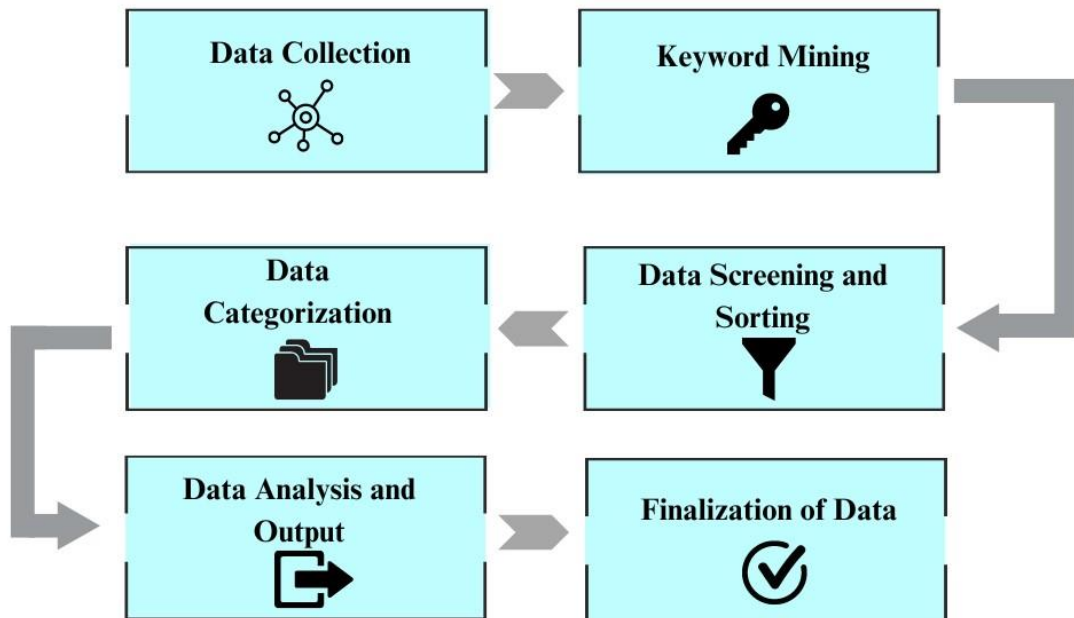 Data Collection
Keyword Mining
Data Screening and
Sorting
Data
Categorization
Data Analysis and
Output
Finalization of Data